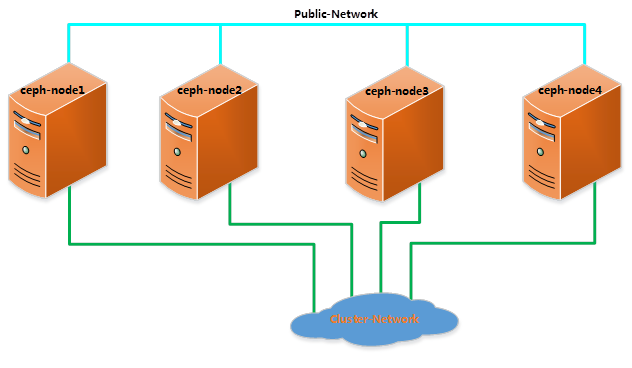 Public-Network
ceph-node1
ceph-node2
ceph-node3
ceph-node4
Cluster-Network